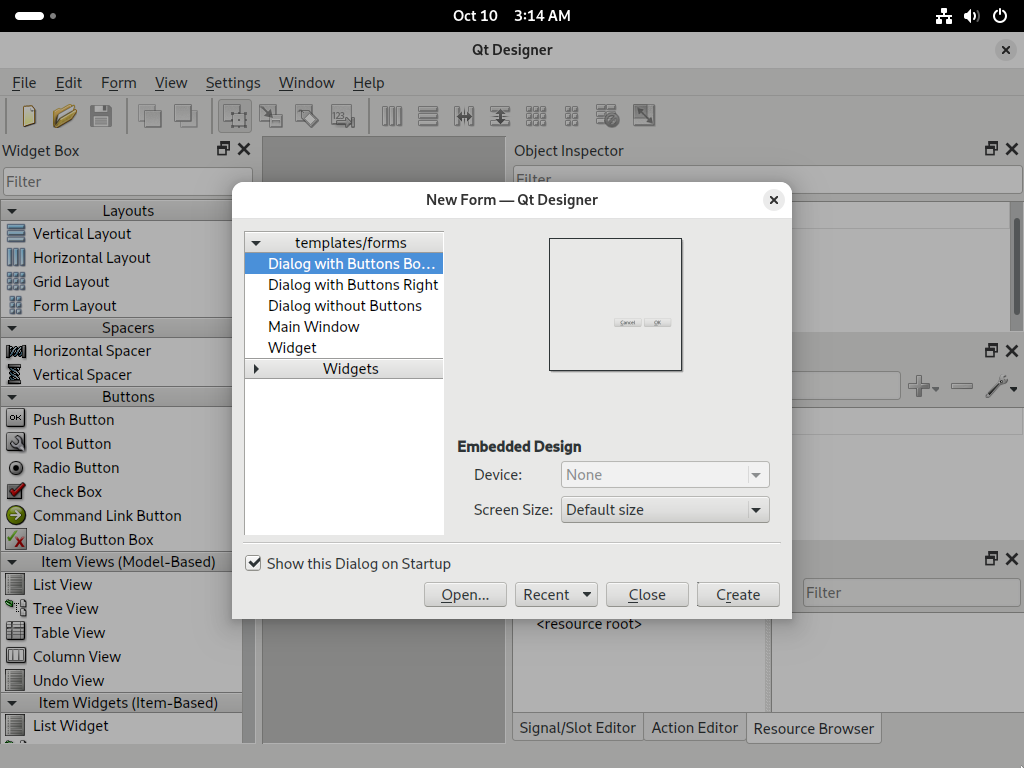 Oct 10 3:14 AM
Qt Designer
File Edit Form View Settings Window Help
Widget Box
Object Inspector
Filter
Filter
Layouts
Vertical Layout
Horizontal Layout
Grid Layout
Form Layout
Spacers
Horizontal Spacer
Vertical Spacer
Buttons
Push Button
Tool Button
Radio Button
Check Box
Command Link Button
Dialog Button Box
Item Views (Model-Based)
List View
Tree View
Table View
Column View
Undo View
Item Widgets (Item-Based)
List Widget
New Form — Qt Designer
templates/forms
Dialog with Buttons Bo...
Dialog with Buttons Right
Dialog without Buttons
Main Window
Widget
Widgets
Cancel OK
Embedded Design
Device: None
Screen Size: Default size
Show this Dialog on Startup
Open... Recent Close Create
Filter
<resource root>
Signal/Slot Editor Action Editor Resource Browser